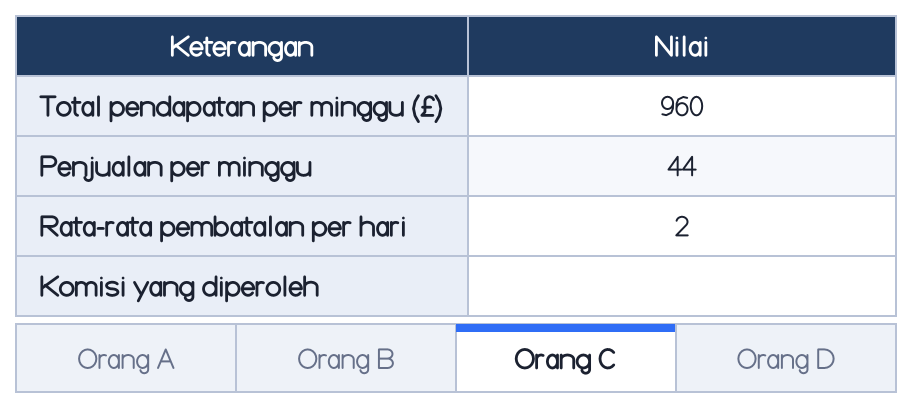 Keterangan Nilai
Total pendapatan per minggu (£) 960
Penjualan per minggu 44
Rata-rata pembatalan per hari 2
Komisi yang diperoleh
Orang A Orang B Orang C Orang D